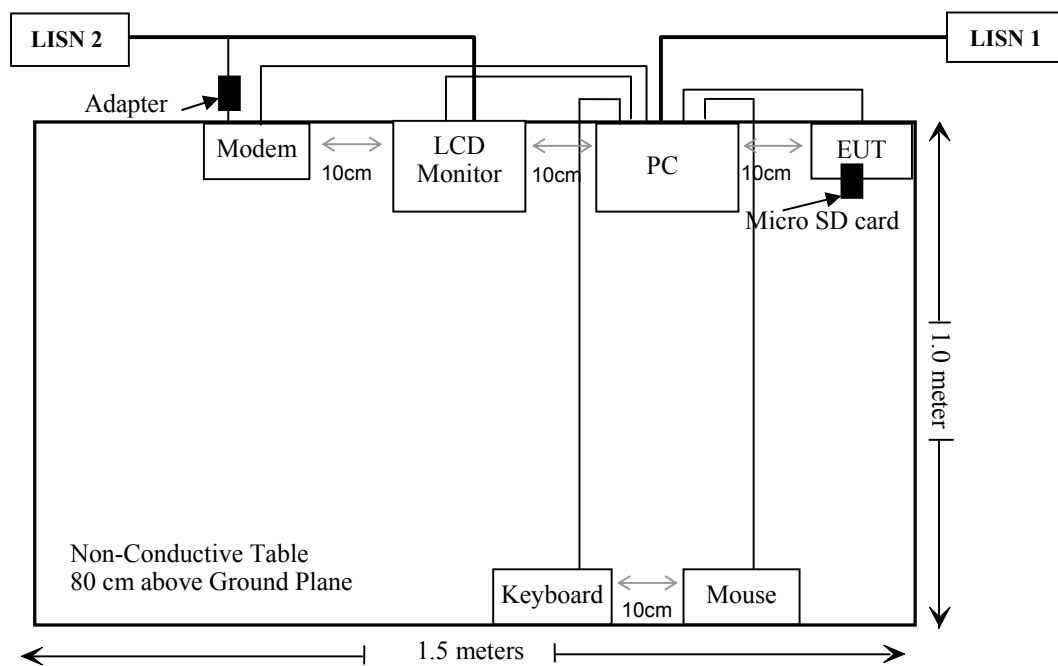 LISN 2
LISN 1
Adapter
Modem
LCD
Monitor
PC
EUT
10cm
10cm
10cm
Micro SD card
1.0 meter
Non-Conductive Table
80 cm above Ground Plane
Keyboard
10cm
Mouse
1.5 meters